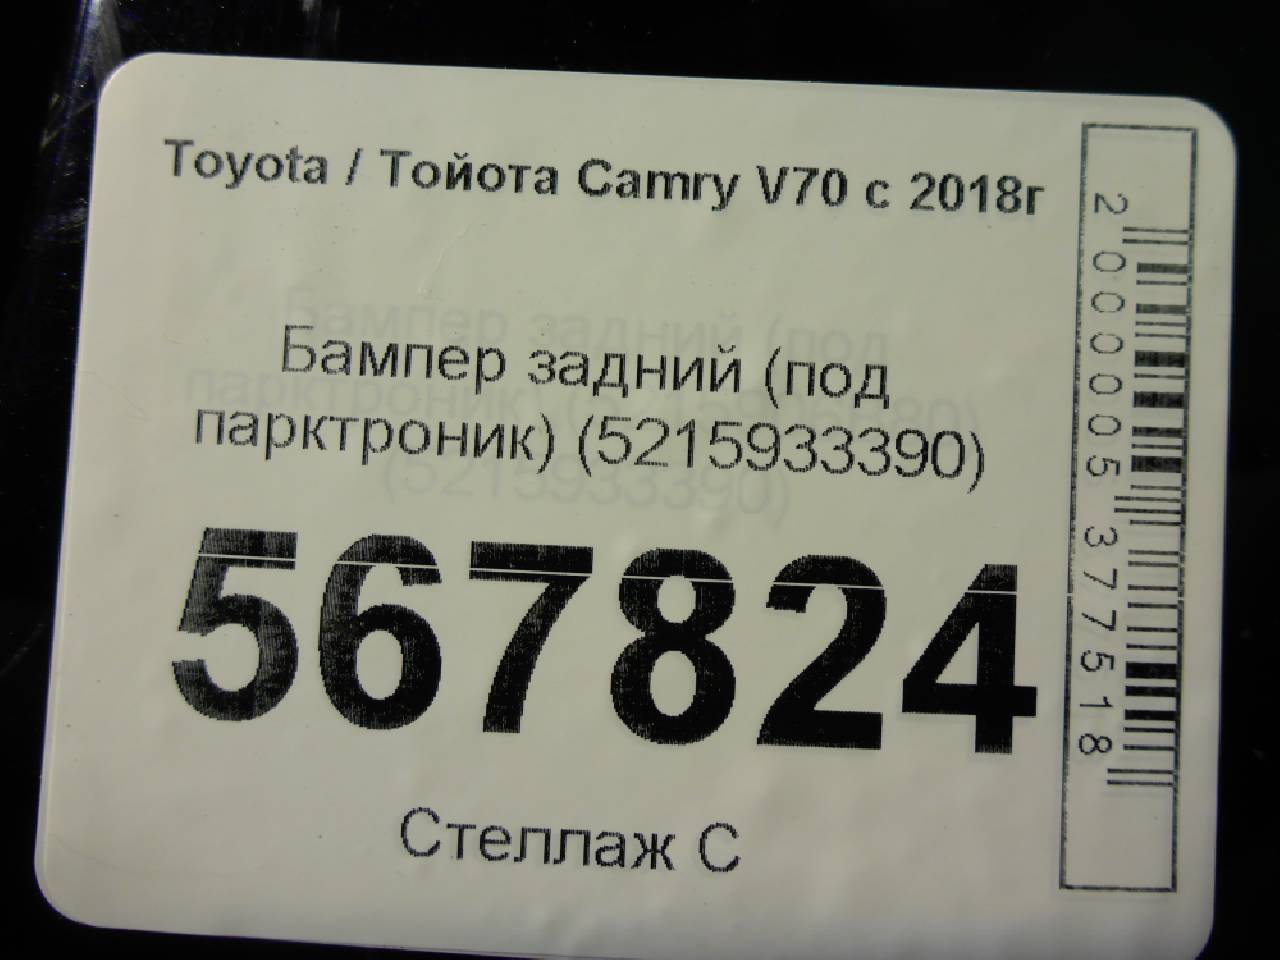 Toyota / Тойота Camry V70 с 2018г
Бампер задний (под
парктроник) (5215933390)
567824
Стеллаж С
2000005377518